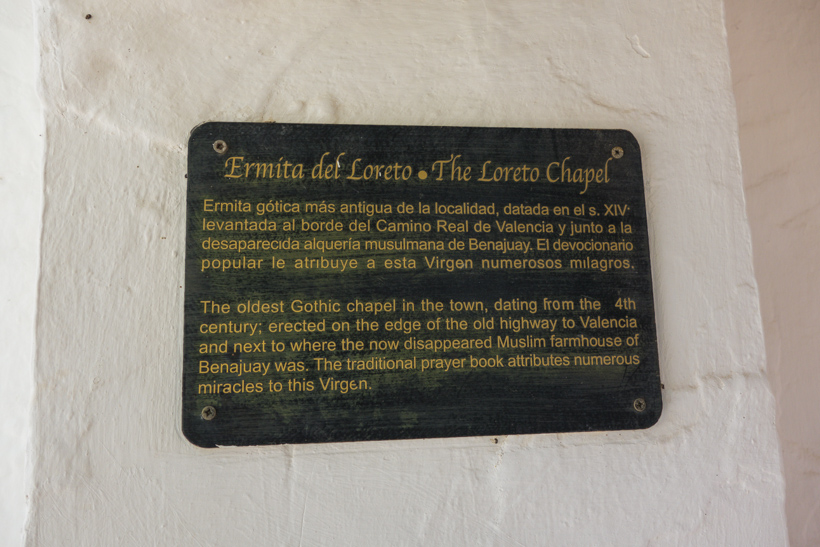 Ermita del Loreto • The Loreto Chapel
Ermita gótica más antigua de la localidad, datada en el s. XIV
levantada al borde del Camino Real de Valencia y junto a la
desaparecida alquería musulmana de Benajuay. El devocionario
popular le atribuye a esta Virgen numerosos milagros.
The oldest Gothic chapel in the town, dating from the 4th
century; erected on the edge of the old highway to Valencia
and next to where the now disappeared Muslim farmhouse of
Benajuay was. The traditional prayer book attributes numerous
miracles to this Virgen.